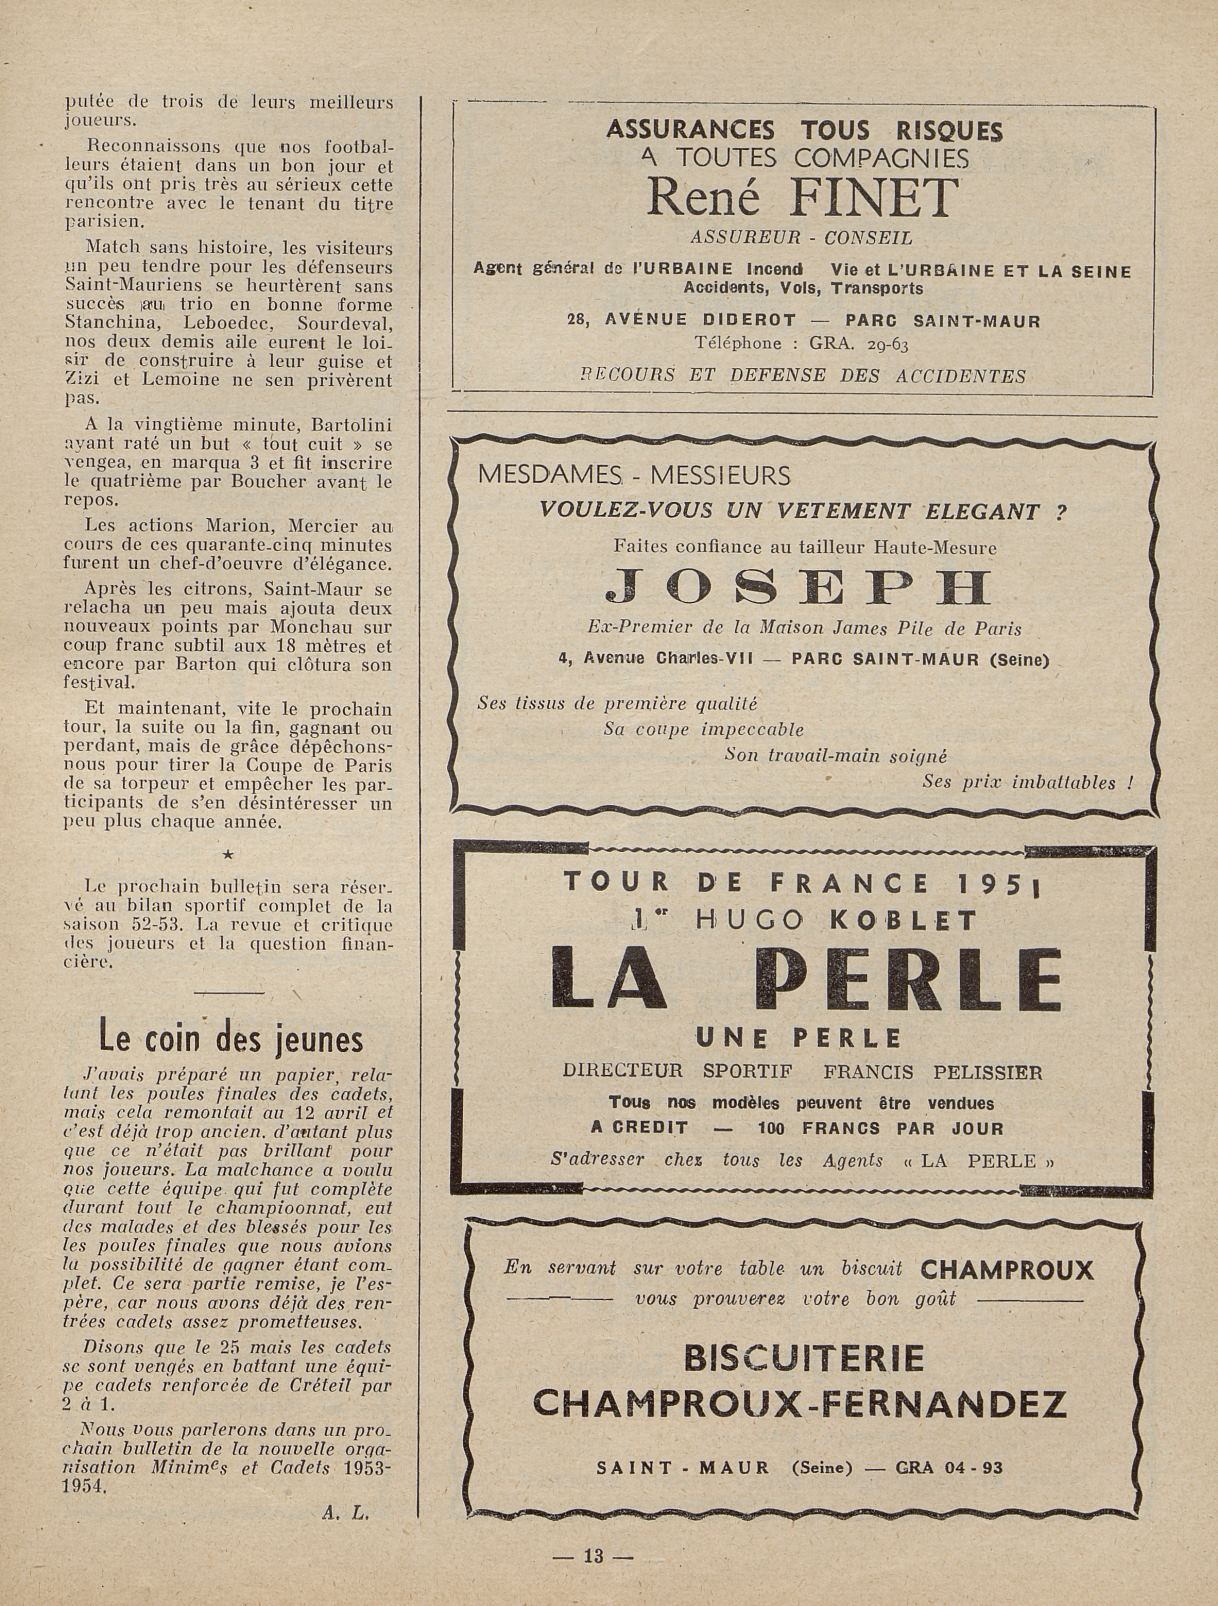 putée de trois de leurs meilleurs
joueurs.
Reconnaissons que nos footbal-
leurs étaient dans un bon jour et
qu'ils ont pris très au sérieux cette
rencontre avec le tenant du titre
parisien.
Match sans histoire, les visiteurs
un peu tendre pour les défenseurs
Saint-Mauriens se heurtèrent sans
succès au trio en bonne forme
Stanchina, Leboedec, Sourdeval,
nos deux demis aile eurent le loi-
sir de construire à leur guise et
Zizi et Lemoine ne sen privèrent
pas.
A la vingtième minute, Bartolini
ayant raté un but « tout cuit » se
vengea, en marqua 3 et fit inscrire
le quatrième par Boucher avant le
repos.
Les actions Marion, Mercier au
cours de ces quarante-cinq minutes
furent un chef-d'oeuvre d'élégance.
Après les citrons, Saint-Maur se
relacha un peu mais ajouta deux
nouveaux points par Monchau sur
coup franc subtil aux 18 mètres et
encore par Barton qui clôtura son
festival.
Et maintenant, vite le prochain
tour, la suite ou la fin, gagnant ou
perdant, mais de grâce dépêchons-
nous pour tirer la Coupe de Paris
de sa torpeur et empêcher les par-
ticipants de s'en désintéresser un
peu plus chaque année.
★
Le prochain bulletin sera réser-
vé au bilan sportif complet de la
saison 52-53. La revue et critique
des joueurs et la question finan-
cière.
Le coin des jeunes
J'avais préparé un papier, rela-
tant les poules finales des cadets,
mais cela remontait au 12 avril et
c'est déjà trop ancien. d'autant plus
que ce n'était pas brillant pour
nos joueurs. La malchance a voulu
que cette équipe qui fut complète
durant tout le champioonnat, eut
des malades et des blessés pour les
les poules finales que nous avions
la possibilité de gagner étant com-
plet. Ce sera partie remise, je l'es-
père, car nous avons déjà des ren-
trées cadets assez prometteuses.
Disons que le 25 mais les cadets
se sont vengés en battant une équi-
pe cadets renforcée de Créteil par
2 à 1.
Nous vous parlerons dans un pro-
chain bulletin de la nouvelle orga-
nisation Minimes et Cadets 1953-
1954.
A. L.
ASSURANCES TOUS RISQUES
A TOUTES COMPAGNIES
René FINET
ASSUREUR - CONSEIL
Agent général de l'URBAINE Incend Vie et L'URBAINE ET LA SEINE
Accidents, Vols, Transports
28, AVENUE DIDEROT — PARC SAINT-MAUR
Téléphone : GRA. 29-63
RECOURS ET DEFENSE DES ACCIDENTES
MESDAMES - MESSIEURS
VOULEZ-VOUS UN VETEMENT ELEGANT ?
Faites confiance au tailleur Haute-Mesure
JOSEPH
Ex-Premier de la Maison James Pile de Paris
4, Avenue Charles-VII — PARC SAINT-MAUR (Seine)
Ses tissus de première qualité
Sa coupe impeccable
Son travail-main soigné
Ses prix imbattables !
TOUR DE FRANCE 1951
1er HUGO KOBLET
LA PERLE
UNE PERLE
DIRECTEUR SPORTIF FRANCIS PELISSIER
Tous nos modèles peuvent être vendues
A CREDIT — 100 FRANCS PAR JOUR
S'adresser chez tous les Agents « LA PERLE »
En servant sur votre table un biscuit CHAMPROUX
vous prouverez votre bon goût
BISCUITERIE
CHAMPROUX-FERNANDEZ
SAINT-MAUR (Seine) — GRA 04-93
— 13 —